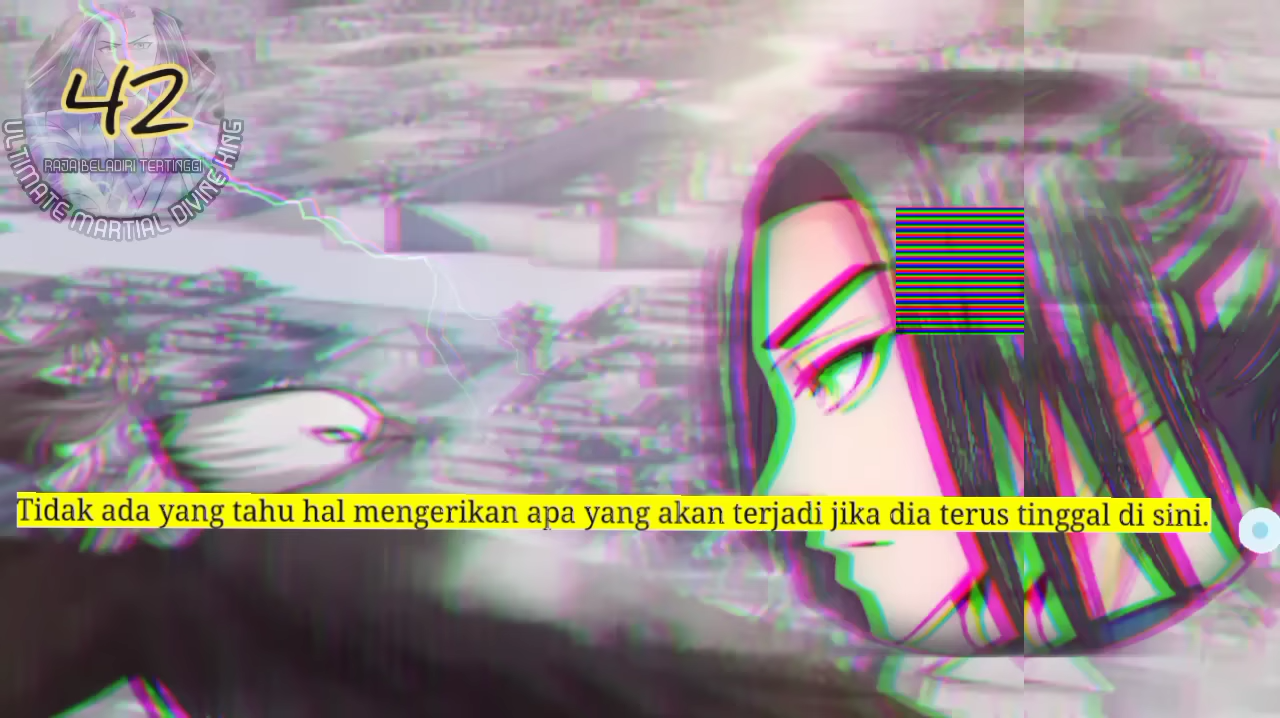 42
RAJA BELADIRI TERTINGGI
ULTIMATE MARTIAL DIVINE KING
Tidak ada yang tahu hal mengerikan apa yang akan terjadi jika dia terus tinggal di sini.